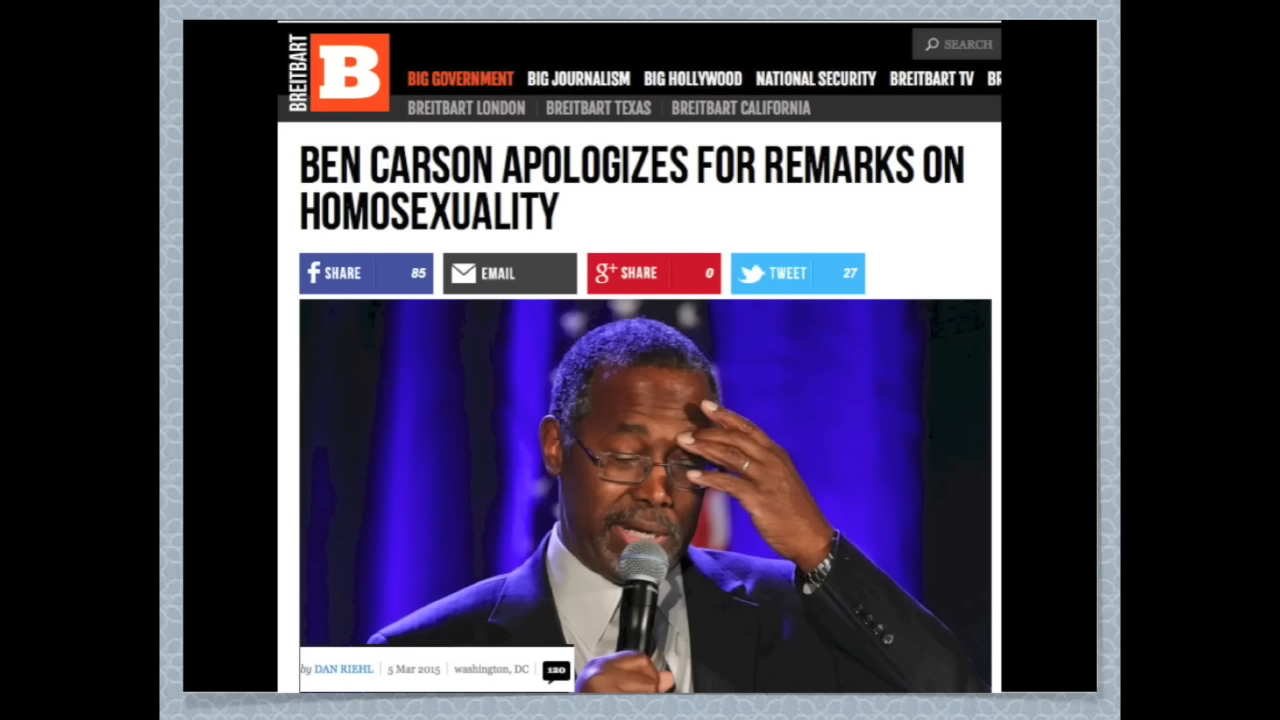 BREITBART
B
SEARCH
BIG GOVERNMENT BIG JOURNALISM BIG HOLLYWOOD NATIONAL SECURITY BREITBART TV BR
BREITBART LONDON BREITBART TEXAS BREITBART CALIFORNIA
BEN CARSON APOLOGIZES FOR REMARKS ON
HOMOSEXUALITY
f SHARE 85 EMAIL g+ SHARE 0 TWEET 27
by DAN RIEHL 5 Mar 2015 washington, DC 120